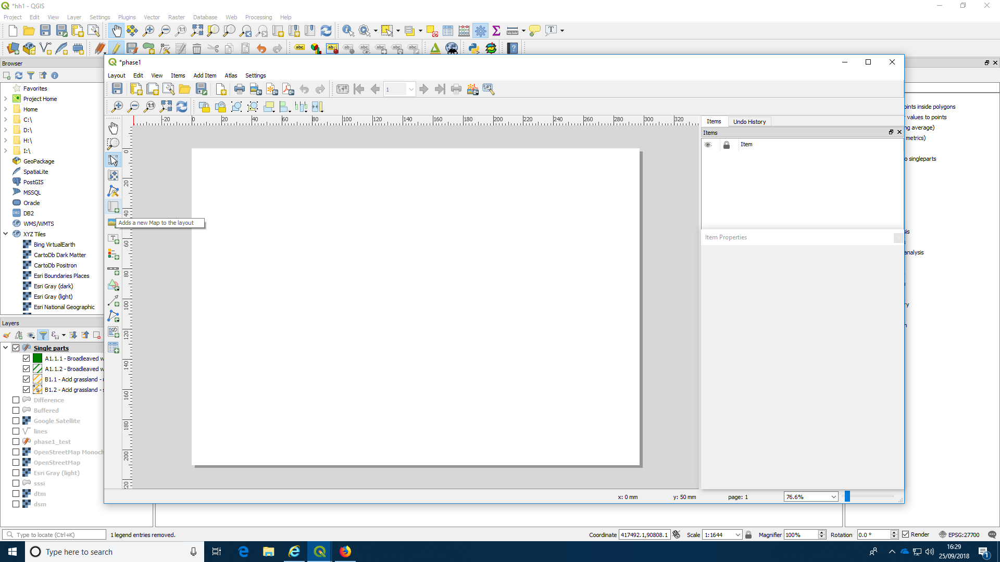 *hh1 - QGIS
Project Edit View Layer Settings Plugins Vector Raster Database Web Processing Help
Browser
*phase1
Layout Edit View Items Add Item Atlas Settings
1
Favorites
Project Home
Home
C:\
D:\
H:\
I:\
GeoPackage
SpatiaLite
PostGIS
MSSQL
Oracle
DB2
WMS/WMTS
XYZ Tiles
Bing VirtualEarth
CartoDb Dark Matter
CartoDb Positron
Esri Boundaries Places
Esri Gray (dark)
Esri Gray (light)
Esri National Geographic
-20 0 20 40 60 80 100 120 140 160 180 200 220 240 260 280 300 320
0
20
40
60
80
100
120
140
160
180
200
220
Adds a new Map to the layout
Items Undo History
Items
Item
Item Properties
points inside polygons
values to points
average)
metrics)
singleparts
analysis
Layers
Single parts
A1.1.1 - Broadleaved w
A1.1.2 - Broadleaved w
B1.1 - Acid grassland -
B1.2 - Acid grassland - s
Difference
Buffered
Google Satellite
lines
phase1_test
OpenStreetMap Monoch
OpenStreetMap
Esri Gray (light)
sssi
dtm
dsm
x: 0 mm y: 50 mm page: 1 76.6%
Type to locate (Ctrl+K) 1 legend entries removed. Coordinate 417492.1,90808.1 Scale 1:1644 Magnifier 100% Rotation 0.0 ° Render EPSG:27700
Type here to search
16:29
25/09/2018
1